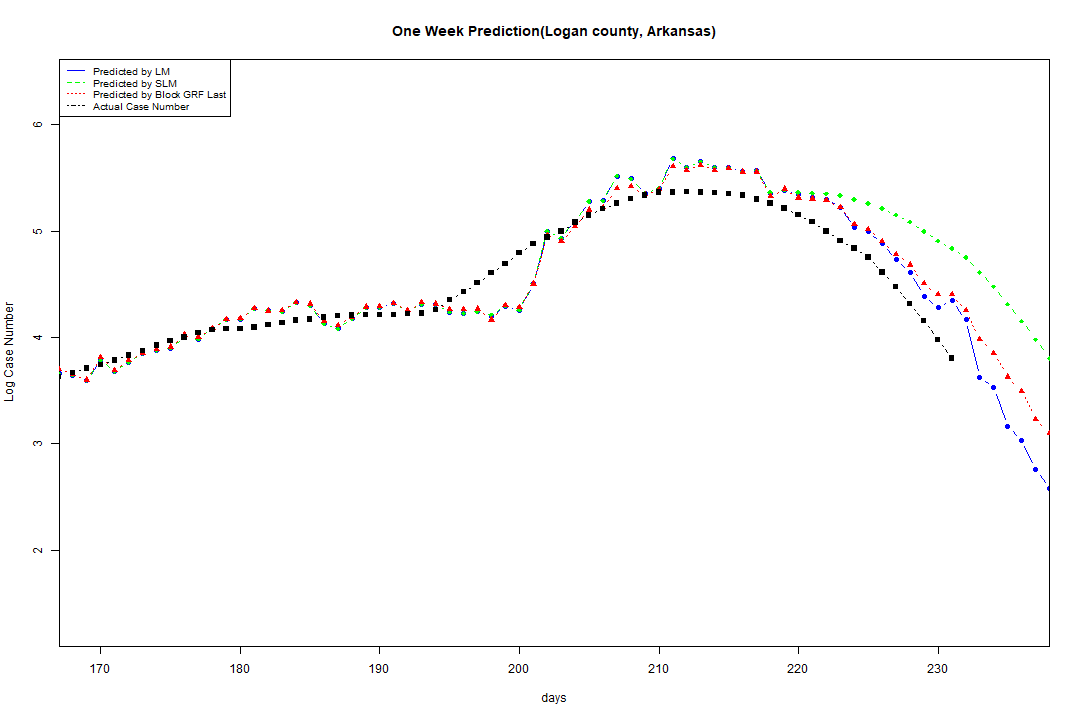 One Week Prediction(Logan county, Arkansas)
Predicted by LM
Predicted by SLM
Predicted by Block GRF Last
Actual Case Number
6
5
4
3
2
Log Case Number
170 180 190 200 210 220 230
days